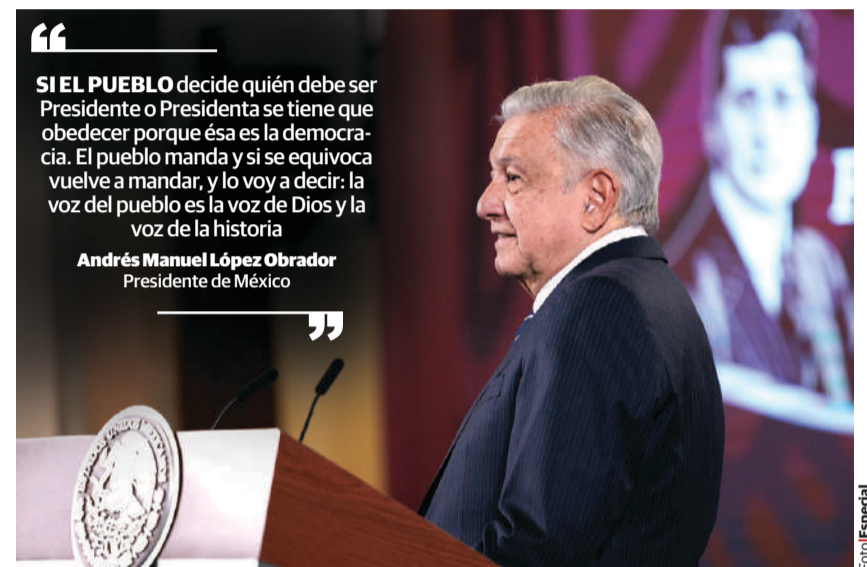 “
SI EL PUEBLO decide quién debe ser
Presidente o Presidenta se tiene que
obedecer porque ésa es la democra-
cia. El pueblo manda y si se equivoca
vuelve a mandar, y lo voy a decir: la
voz del pueblo es la voz de Dios y la
voz de la historia
Andrés Manuel López Obrador
Presidente de México
”
Foto|Especial